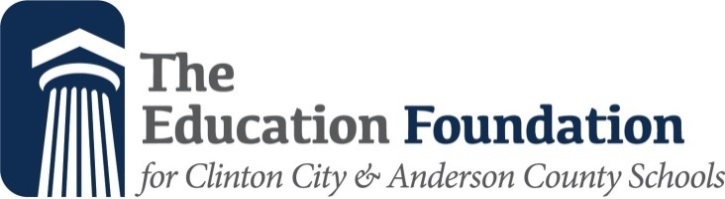 The
Education Foundation
for Clinton City & Anderson County Schools